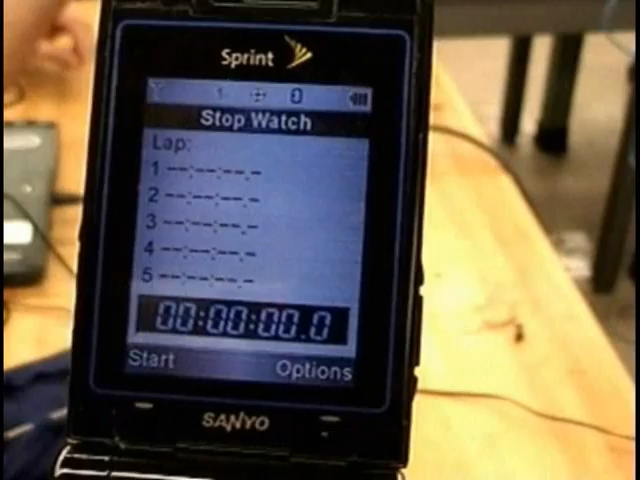 Sprint
Stop Watch
Lap:
1 --:--:--.-
2 --:--:--.-
3 --:--:--.-
4 --:--:--.-
5 --:--:--.-
00:00:00.0
Start Options
SANYO